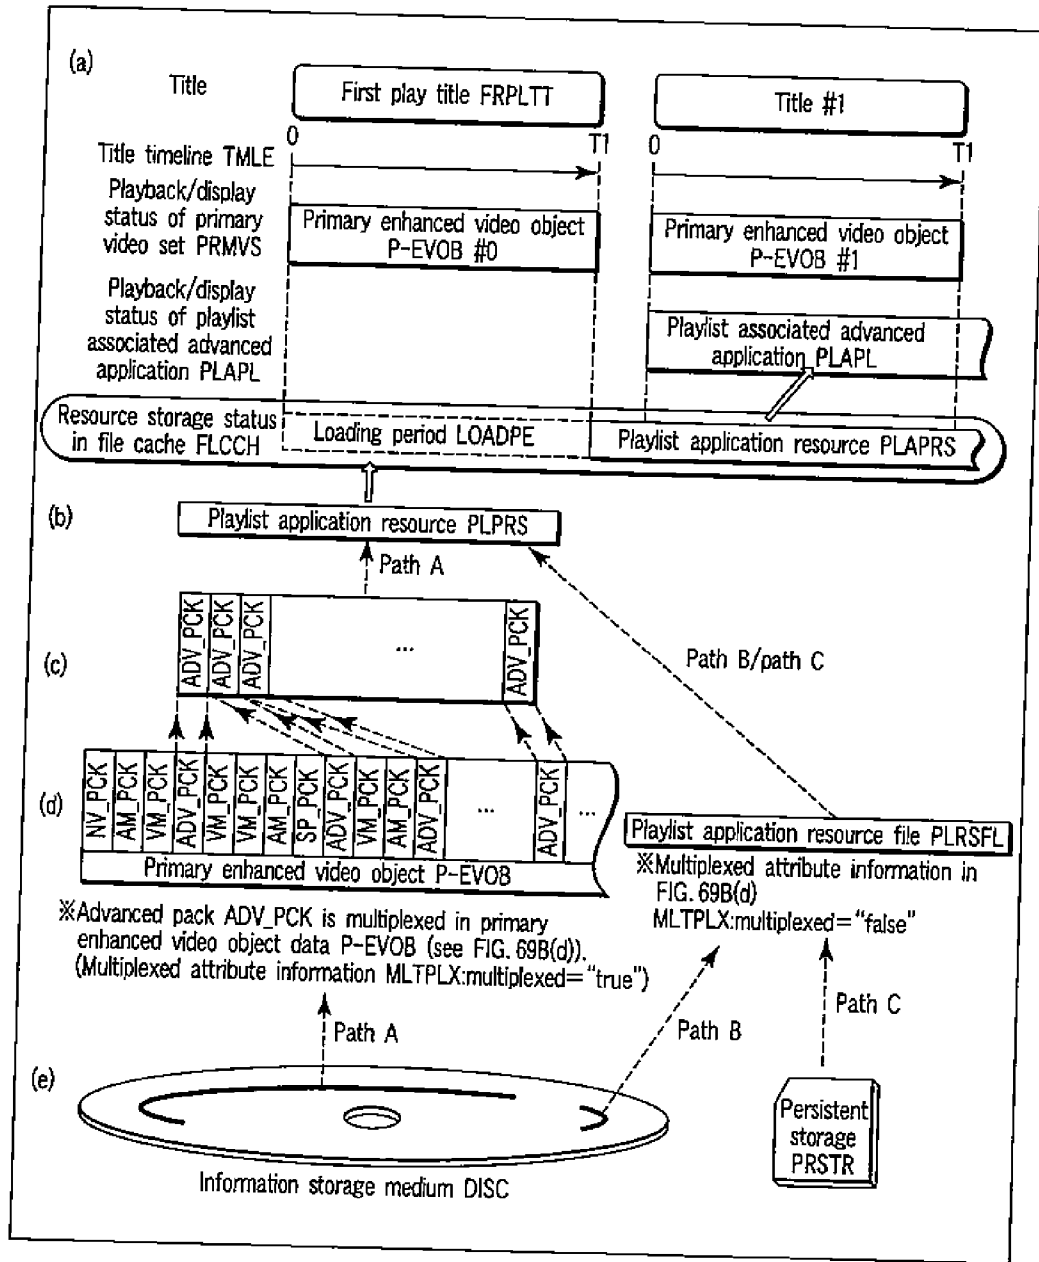 (a)
Title
First play title FRPLTT
Title #1
0
T1
0
T1
Title timeline TMLE
Playback/display
status of primary
video set PRMVS
Primary enhanced video object
P-EVOB #0
Primary enhanced video object
P-EVOB #1
Playback/display
status of playlist
associated advanced
application PLAPL
Playlist associated advanced
application PLAPL
Resource storage status
in file cache FLCCH
Loading period LOADPE
Playlist application resource PLAPRS
(b)
Playlist application resource PLPRS
Path A
Path B/path C
(c)
ADV_PCK
ADV_PCK
ADV_PCK
...
ADV_PCK
(d)
NV_PCK
AM_PCK
VM_PCK
ADV_PCK
VM_PCK
VM_PCK
AM_PCK
SP_PCK
ADV_PCK
VM_PCK
AM_PCK
ADV_PCK
...
ADV_PCK
...
Primary enhanced video object P-EVOB
Playlist application resource file PLRSFL
※Multiplexed attribute information in
FIG. 69B(d)
MLTPLX:multiplexed="false"
※Advanced pack ADV_PCK is multiplexed in primary
enhanced video object data P-EVOB (see FIG. 69B(d)).
(Multiplexed attribute information MLTPLX:multiplexed="true")
Path A
Path B
Path C
(e)
Persistent
storage
PRSTR
Information storage medium DISC